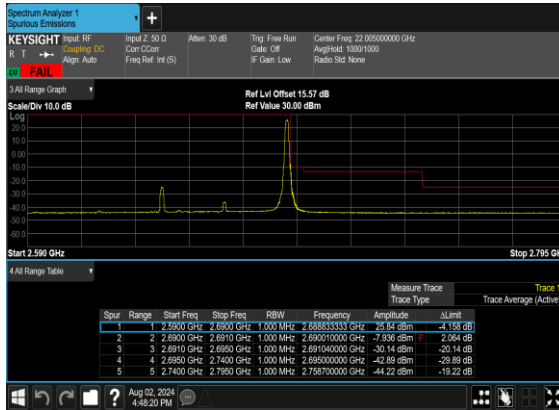 Spectrum Analyzer 1
Spurious Emissions
KEYSIGHT Input: RF Input Z: 50 Ω Atten: 30 dB Trig: Free Run Center Freq: 22.005000000 GHz
R T Coupling: DC Corr CCorr Gate: Off Avg|Hold: 1000/1000
Align: Auto Freq Ref: Int (S) IF Gain: Low Radio Std: None
LV FAIL
3 All Range Graph
Ref Lvl Offset 15.57 dB
Scale/Div 10.0 dB Ref Value 30.00 dBm
Log
20.0
10.0
0.00
-10.0
-20.0
-30.0
-40.0
-50.0
-60.0
Start 2.590 GHz Stop 2.795 GH
4 All Range Table
Measure Trace Trace 1
Trace Type Trace Average (Active
Spur Range Start Freq Stop Freq RBW Frequency Amplitude ΔLimit
1 1 2.5900 GHz 2.6900 GHz 1.000 MHz 2.688833333 GHz 25.84 dBm -4.158 dB
2 2 2.6900 GHz 2.6910 GHz 1.000 MHz 2.690010000 GHz -7.936 dBm F 2.064 dB
3 3 2.6910 GHz 2.6950 GHz 1.000 MHz 2.691040000 GHz -30.14 dBm -20.14 dB
4 4 2.6950 GHz 2.7400 GHz 1.000 MHz 2.695000000 GHz -42.89 dBm -29.89 dB
5 5 2.7400 GHz 2.7950 GHz 1.000 MHz 2.758700000 GHz -44.22 dBm -19.22 dB
? Aug 02, 2024
4:48:20 PM